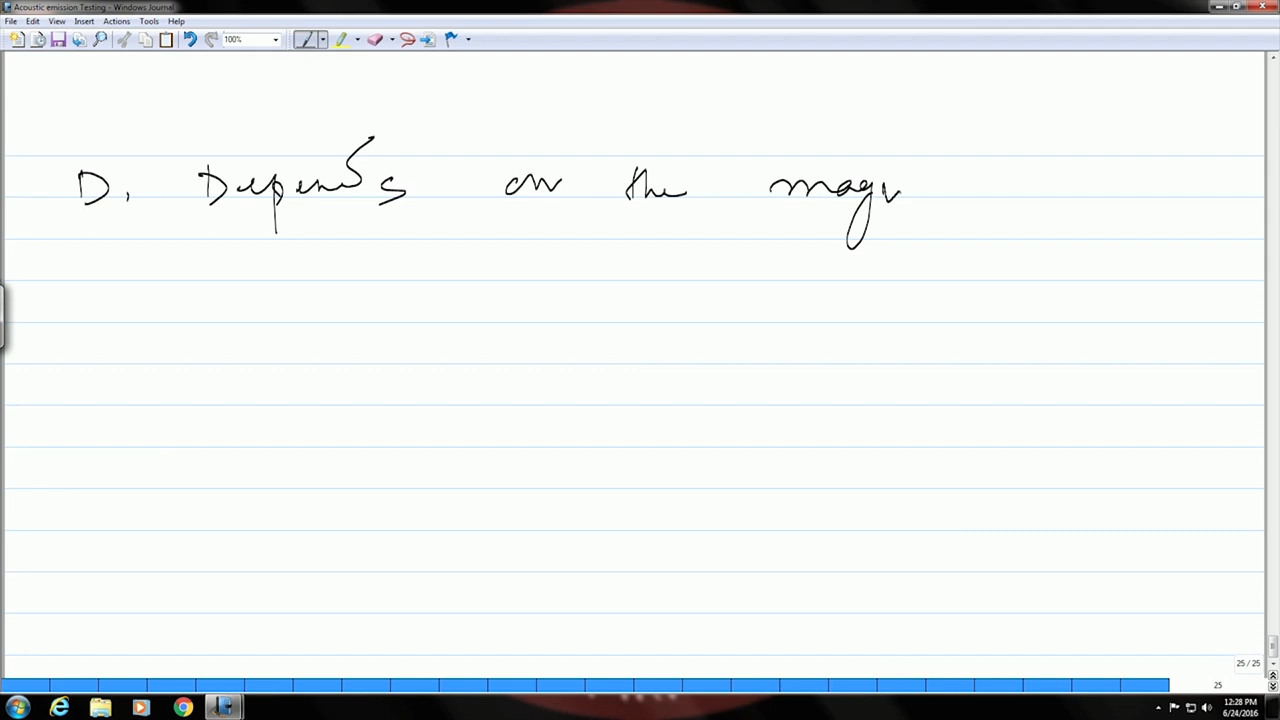 Acoustic emission Testing - Windows Journal
File Edit View Insert Actions Tools Help
100%
D. Depends on the magn
25 / 25
25
12:28 PM
6/24/2016